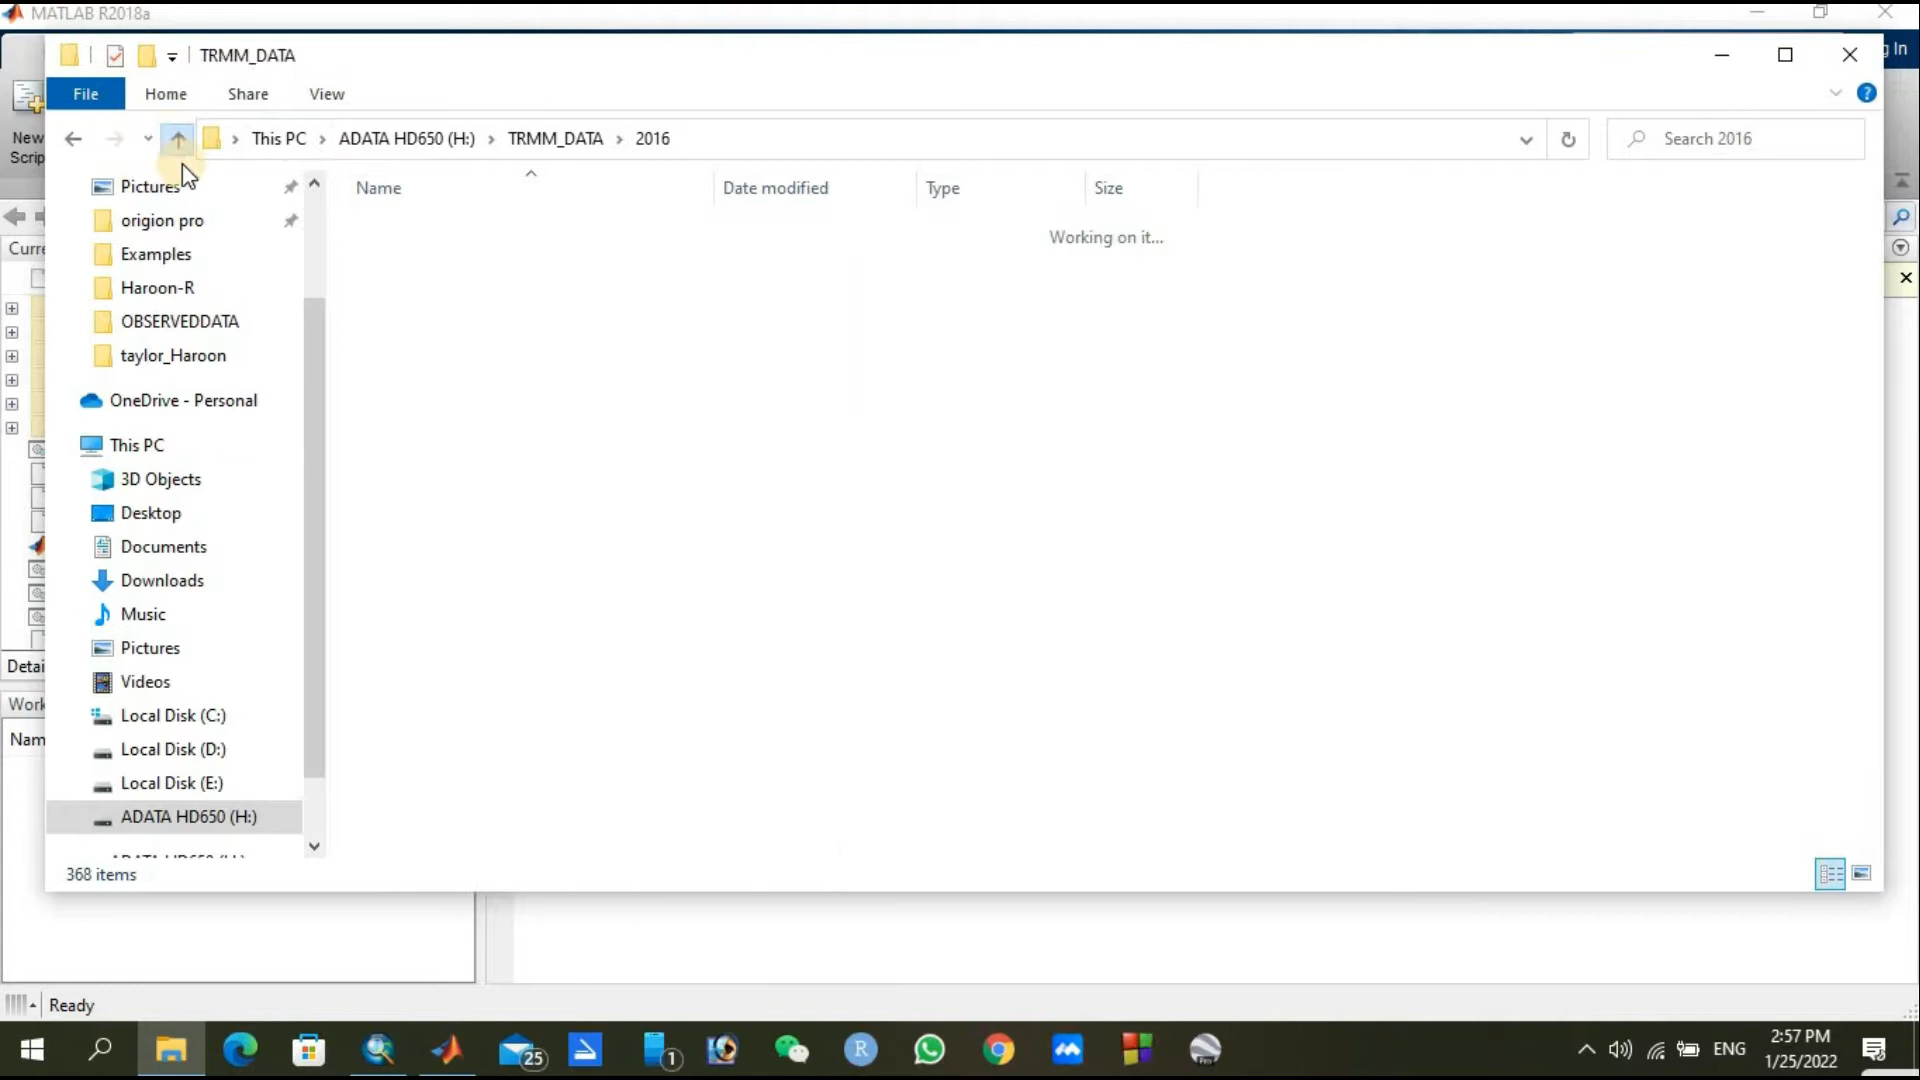 MATLAB R2018a
TRMM_DATA
g In
File
Home
Share
View
New
Scrip
This PC
ADATA HD650 (H:)
TRMM_DATA
2016
Search 2016
Name
Date modified
Type
Size
Working on it...
Curre
Pictures
origion pro
Examples
Haroon-R
OBSERVEDDATA
taylor_Haroon
OneDrive - Personal
This PC
3D Objects
Desktop
Documents
Downloads
Music
Pictures
Videos
Local Disk (C:)
Local Disk (D:)
Local Disk (E:)
ADATA HD650 (H:)
Detai
Work
Nam
368 items
Ready
25
1
R
ENG
2:57 PM
1/25/2022